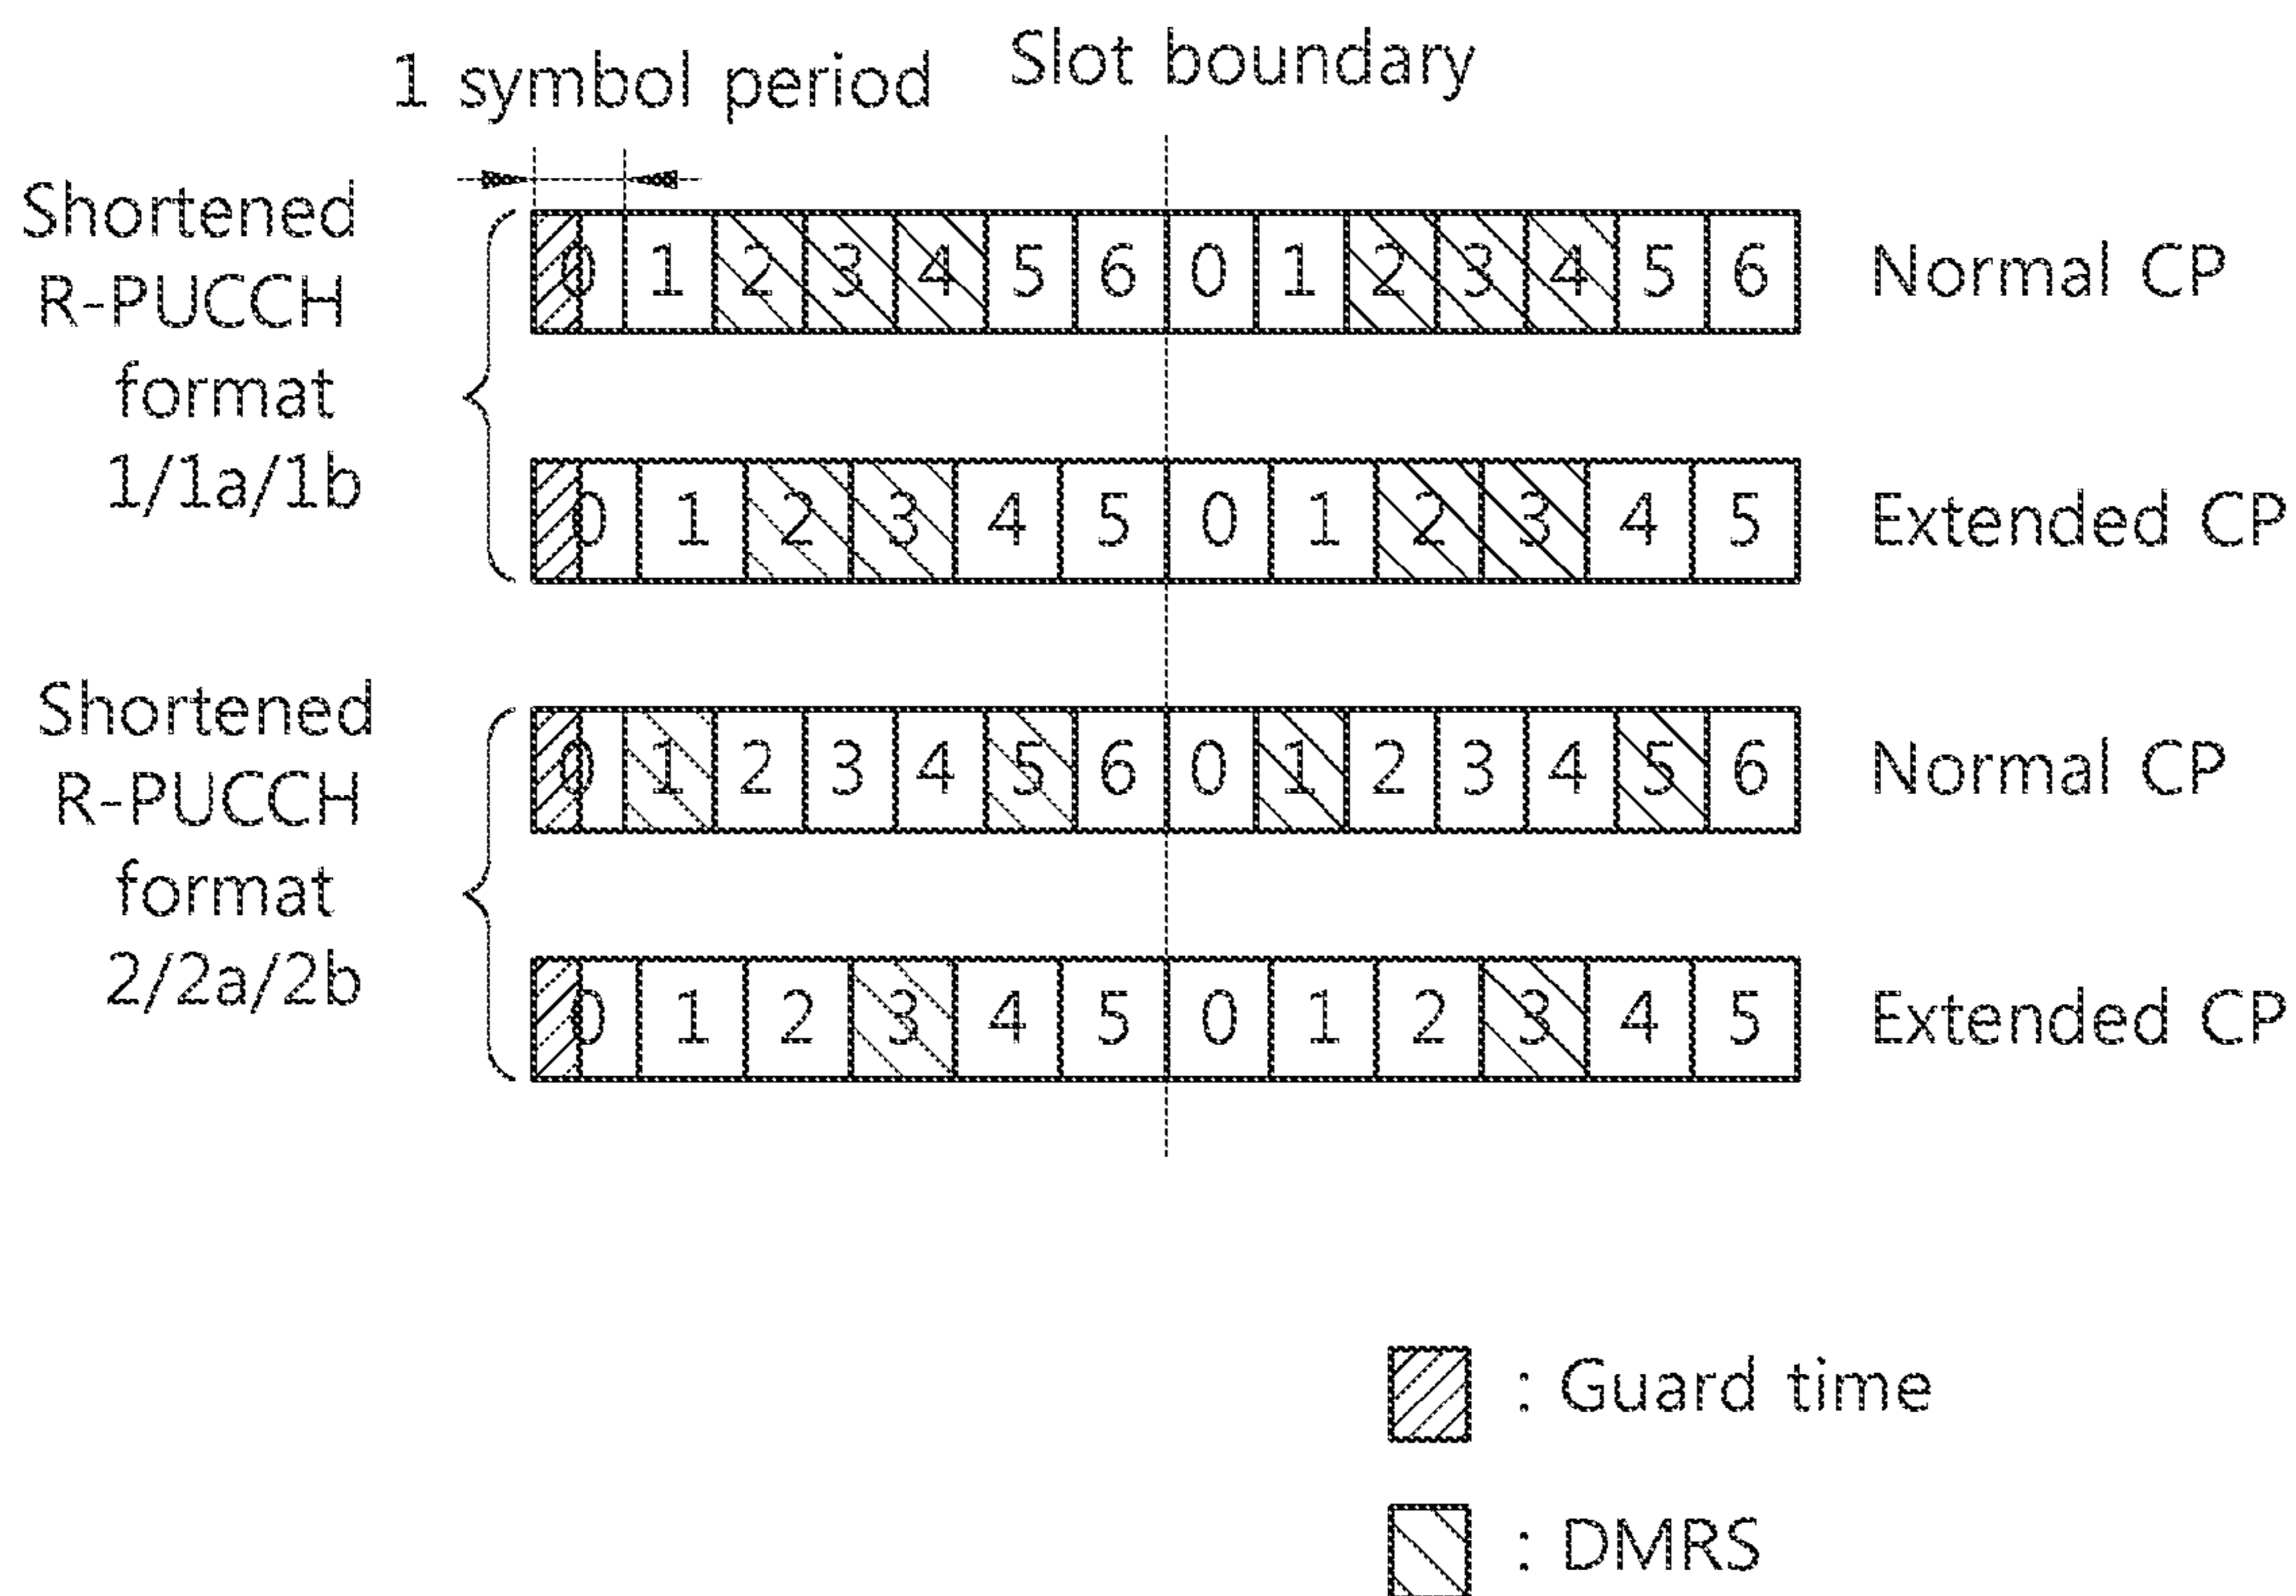 1 symbol period
Slot boundary
Shortened
R-PUCCH
format
1/1a/1b
0 1 2 3 4 5 6 0 1 2 3 4 5 6
Normal CP
0 1 2 3 4 5 0 1 2 3 4 5
Extended CP
Shortened
R-PUCCH
format
2/2a/2b
0 1 2 3 4 5 6 0 1 2 3 4 5 6
Normal CP
0 1 2 3 4 5 0 1 2 3 4 5
Extended CP
: Guard time
: DMRS